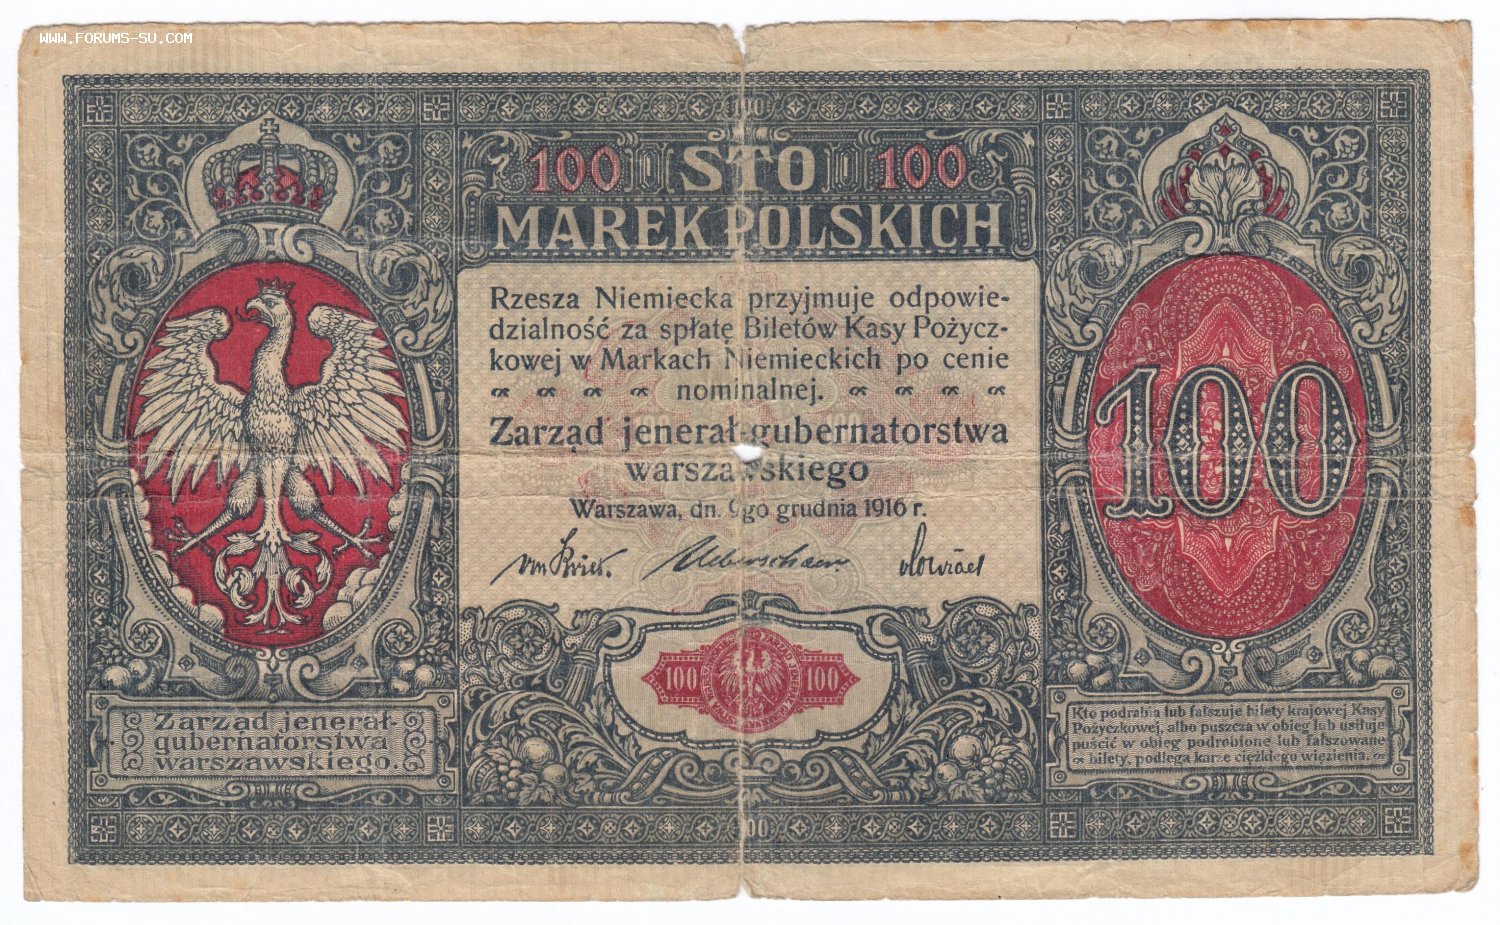 WWW.FORUMS-SU.COM
100
100 STO 100
MAREK POLSKICH
Rzesza Niemiecka przyjmuje odpowie-
dzialność za spłatę Biletów Kasy Pożycz-
kowej w Markach Niemieckich po cenie
nominalnej.
Zarząd jenerał-gubernatorstwa
warszawskiego
Warszawa, dn. 9go grudnia 1916 r.
100
100 100
Zarząd jenerał-
gubernatorstwa
warszawskiego.
Kto podrabia lub fałszuje bilety krajowej Kasy
Pożyczkowej, albo puszcza w obieg lub usiłuje
puścić w obieg podrobione lub fałszowane
bilety, podlega karze ciężkiego więzienia.
100